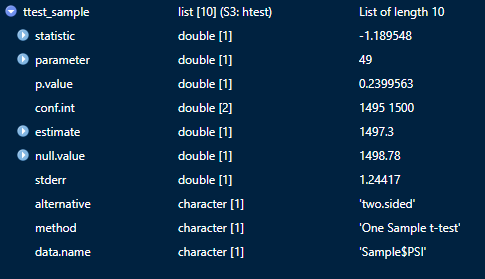 ttest_sample list [10] (S3: htest) List of length 10
statistic double [1] -1.189548
parameter double [1] 49
p.value double [1] 0.2399563
conf.int double [2] 1495 1500
estimate double [1] 1497.3
null.value double [1] 1498.78
stderr double [1] 1.24417
alternative character [1] 'two.sided'
method character [1] 'One Sample t-test'
data.name character [1] 'Sample$PSI'